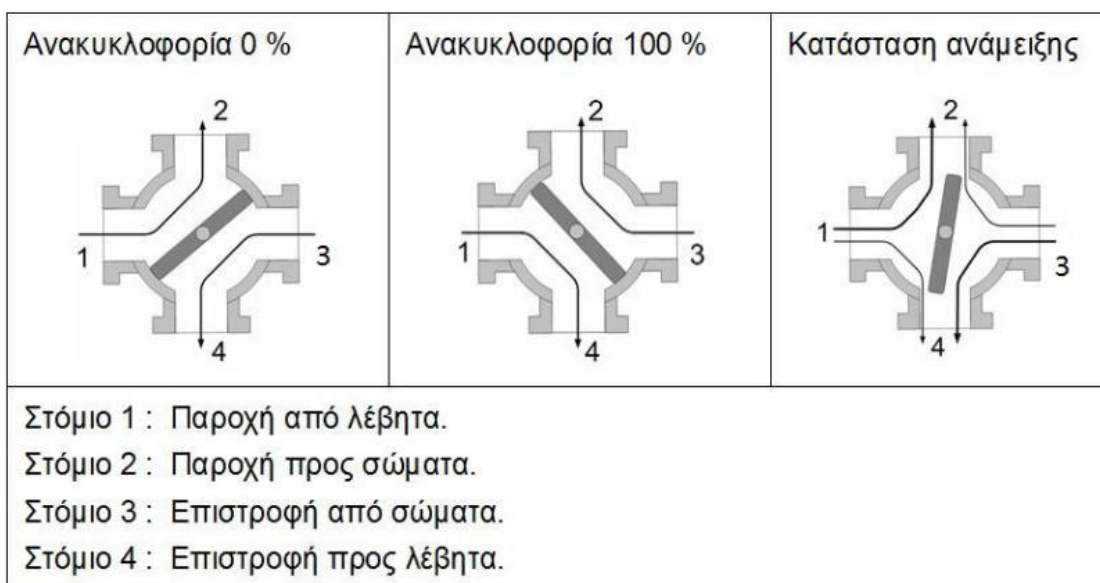 Ανακυκλοφορία 0 %
2
1
3
4
Ανακυκλοφορία 100 %
2
1
3
4
Κατάσταση ανάμειξης
2
1
3
4
Στόμιο 1 : Παροχή από λέβητα.
Στόμιο 2 : Παροχή προς σώματα.
Στόμιο 3 : Επιστροφή από σώματα.
Στόμιο 4 : Επιστροφή προς λέβητα.